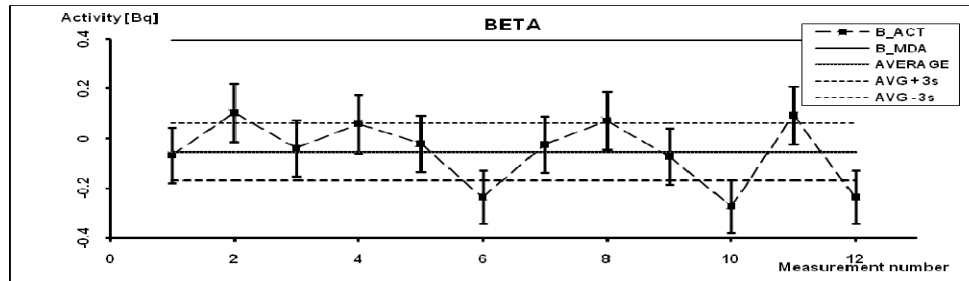 Activity [Bq]
BETA
0.4
0.2
0
-0.2
-0.4
0 2 4 6 8 10 12
Measurement number
B_ACT
B_MDA
AVERAGE
AVG+3s
AVG-3s